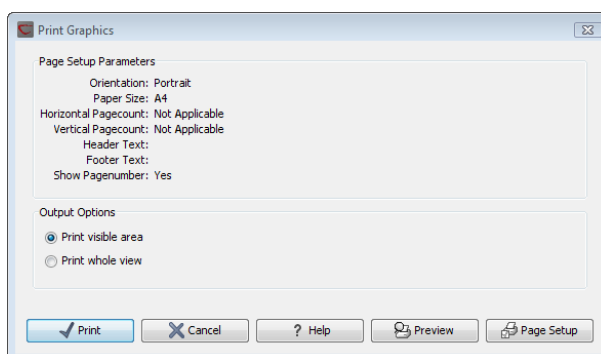 Print Graphics
Page Setup Parameters
Orientation: Portrait
Paper Size: A4
Horizontal Pagecount: Not Applicable
Vertical Pagecount: Not Applicable
Header Text:
Footer Text:
Show Pagenumber: Yes
Output Options
Print visible area
Print whole view
Print Cancel ? Help Preview Page Setup